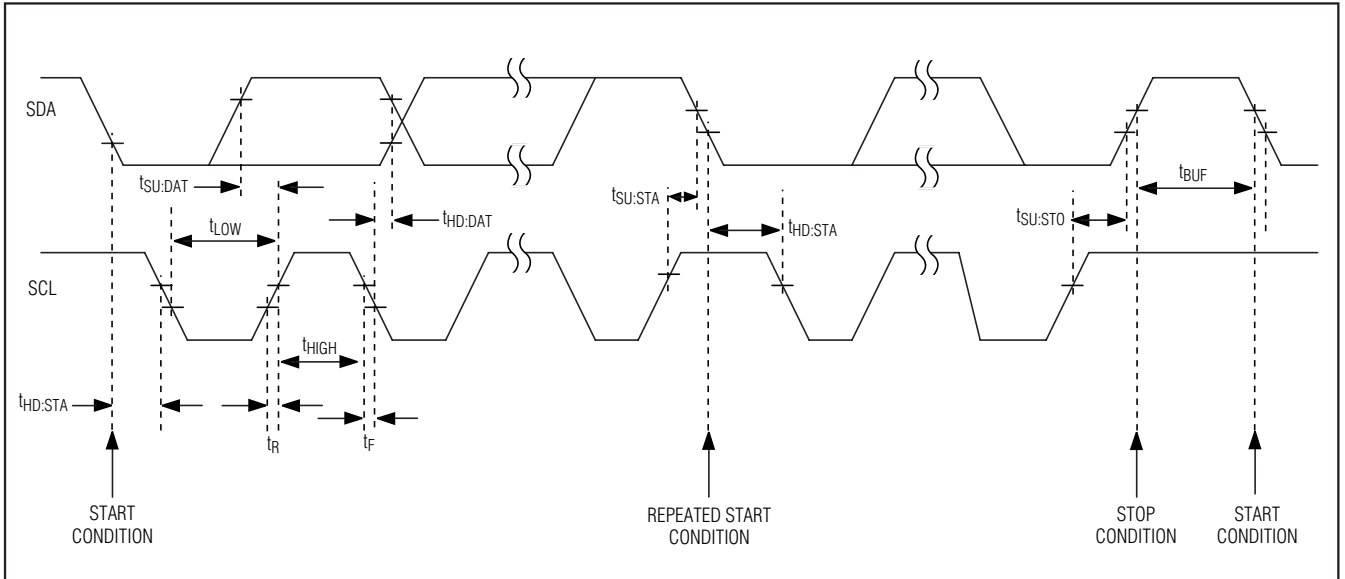 SDA
tSU:DAT
tLOW
tHD:DAT
tSU:STA
tHD:STA
tSU:STO
tBUF
SCL
tHIGH
tHD:STA
tR
tF
START
CONDITION
REPEATED START
CONDITION
STOP
CONDITION
START
CONDITION